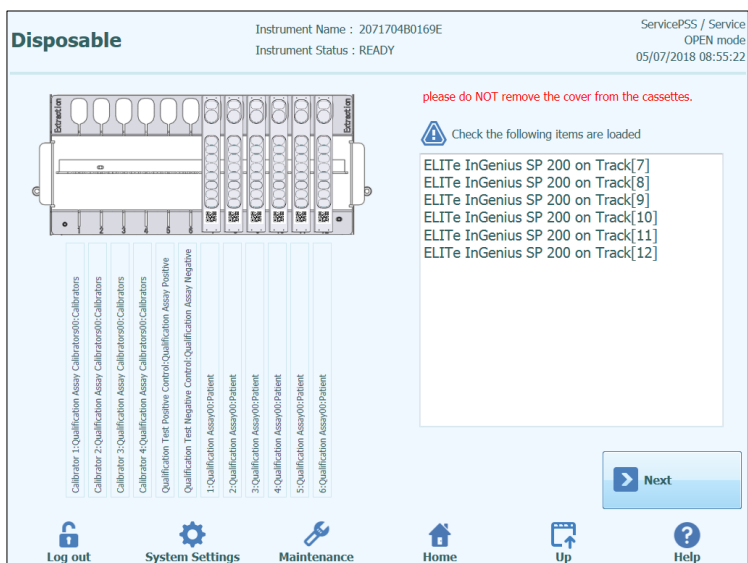 Disposable
Instrument Name : 2071704B0169E
Instrument Status : READY
ServicePSS / Service
OPEN mode
05/07/2018 08:55:22
please do NOT remove the cover from the cassettes.
Check the following items are loaded
ELITe InGenius SP 200 on Track[7]
ELITe InGenius SP 200 on Track[8]
ELITe InGenius SP 200 on Track[9]
ELITe InGenius SP 200 on Track[10]
ELITe InGenius SP 200 on Track[11]
ELITe InGenius SP 200 on Track[12]
Extraction
Extraction
1 2 3 4 5 6
Calibrator 1:Qualification Assay Calibrators00:Calibrators
Calibrator 2:Qualification Assay Calibrators00:Calibrators
Calibrator 3:Qualification Assay Calibrators00:Calibrators
Calibrator 4:Qualification Assay Calibrators00:Calibrators
Qualification Test Positive Control:Qualification Assay Positive
Qualification Test Negative Control:Qualification Assay Negative
1:Qualification Assay00:Patient
2:Qualification Assay00:Patient
3:Qualification Assay00:Patient
4:Qualification Assay00:Patient
5:Qualification Assay00:Patient
6:Qualification Assay00:Patient
Next
Log out
System Settings
Maintenance
Home
Up
Help